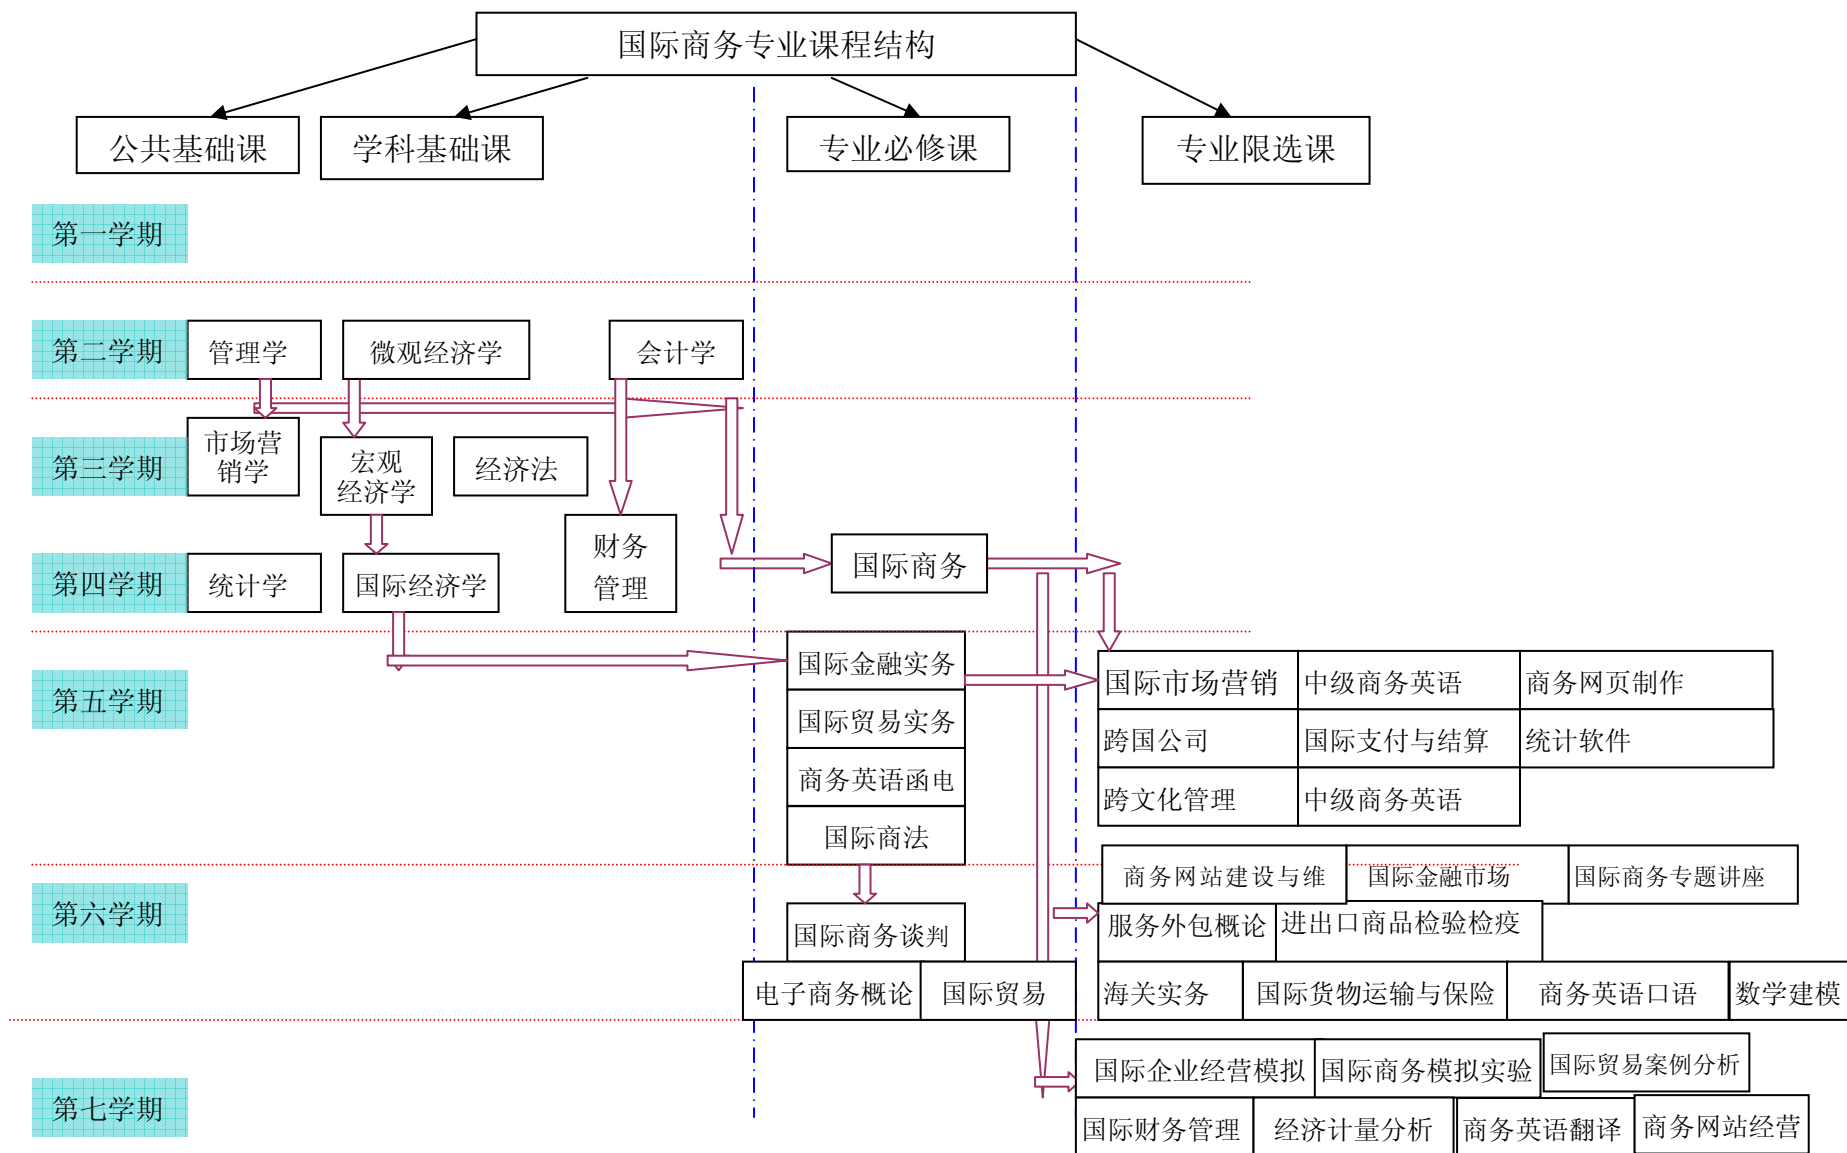 国际商务专业课程结构
公共基础课
学科基础课
专业必修课
专业限选课
第一学期
第二学期
管理学
微观经济学
会计学
第三学期
市场营
销学
宏观
经济学
经济法
第四学期
统计学
国际经济学
财务
管理
国际商务
第五学期
国际金融实务
国际贸易实务
商务英语函电
国际商法
国际市场营销
中级商务英语
商务网页制作
跨国公司
国际支付与结算
统计软件
跨文化管理
中级商务英语
第六学期
国际商务谈判
电子商务概论
国际贸易
商务网站建设与维
国际金融市场
国际商务专题讲座
服务外包概论
进出口商品检验检疫
海关实务
国际货物运输与保险
商务英语口语
数学建模
第七学期
国际企业经营模拟
国际商务模拟实验
国际贸易案例分析
国际财务管理
经济计量分析
商务英语翻译
商务网站经营